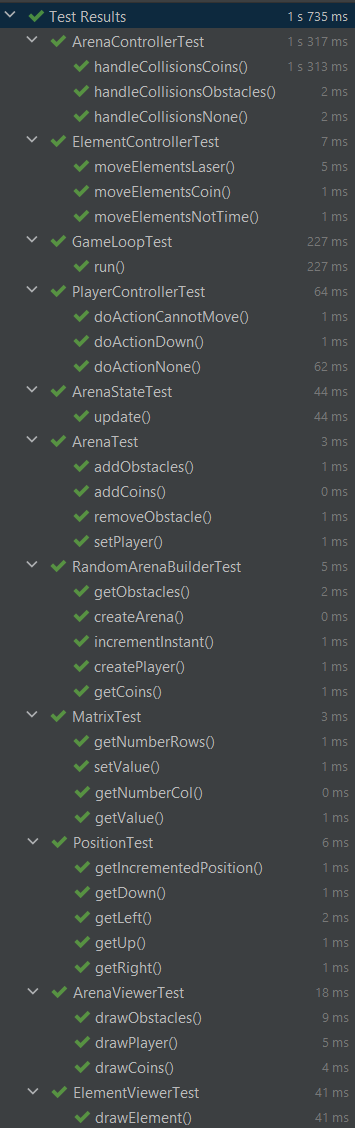 Test Results 1 s 735 ms
ArenaControllerTest 1 s 317 ms
handleCollisionsCoins() 1 s 313 ms
handleCollisionsObstacles() 2 ms
handleCollisionsNone() 2 ms
ElementControllerTest 7 ms
moveElementsLaser() 5 ms
moveElementsCoin() 1 ms
moveElementsNotTime() 1 ms
GameLoopTest 227 ms
run() 227 ms
PlayerControllerTest 64 ms
doActionCannotMove() 1 ms
doActionDown() 1 ms
doActionNone() 62 ms
ArenaStateTest 44 ms
update() 44 ms
ArenaTest 3 ms
addObstacles() 1 ms
addCoins() 0 ms
removeObstacle() 1 ms
setPlayer() 1 ms
RandomArenaBuilderTest 5 ms
getObstacles() 2 ms
createArena() 0 ms
incrementInstant() 1 ms
createPlayer() 1 ms
getCoins() 1 ms
MatrixTest 3 ms
getNumberRows() 1 ms
setValue() 1 ms
getNumberCol() 0 ms
getValue() 1 ms
PositionTest 6 ms
getIncrementedPosition() 1 ms
getDown() 1 ms
getLeft() 2 ms
getUp() 1 ms
getRight() 1 ms
ArenaViewerTest 18 ms
drawObstacles() 9 ms
drawPlayer() 5 ms
drawCoins() 4 ms
ElementViewerTest 41 ms
drawElement() 41 ms